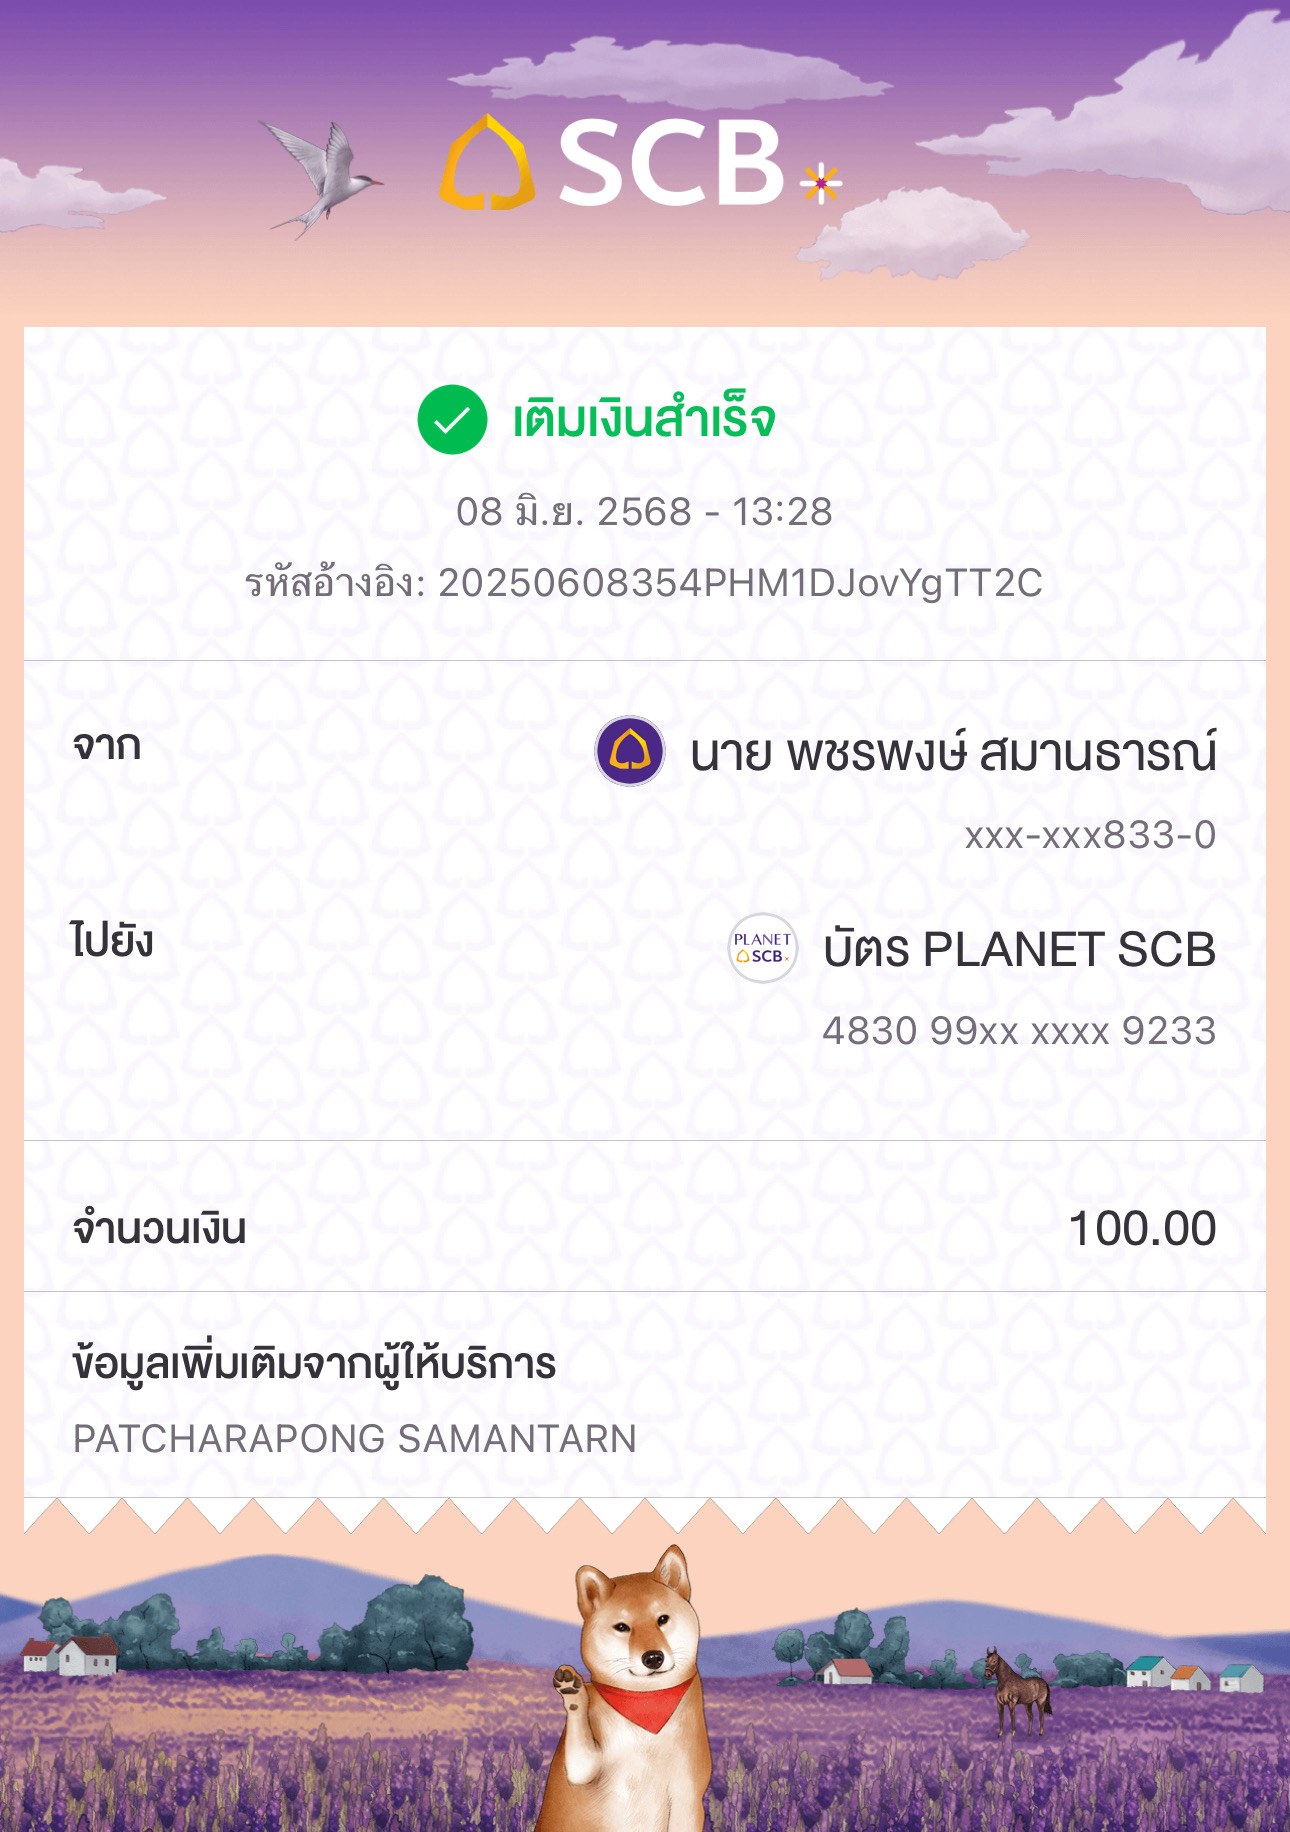 SCB
เติมเงินสำเร็จ
08 มิ.ย. 2568 - 13:28
รหัสอ้างอิง: 20250608354PHM1DJovYgTT2C
จาก
นาย พชรพงษ์ สมานธารณ์
xxx-xxx833-0
ไปยัง
PLANET
SCB
บัตร PLANET SCB
4830 99xx xxxx 9233
จำนวนเงิน
100.00
ข้อมูลเพิ่มเติมจากผู้ให้บริการ
PATCHARAPONG SAMANTARN